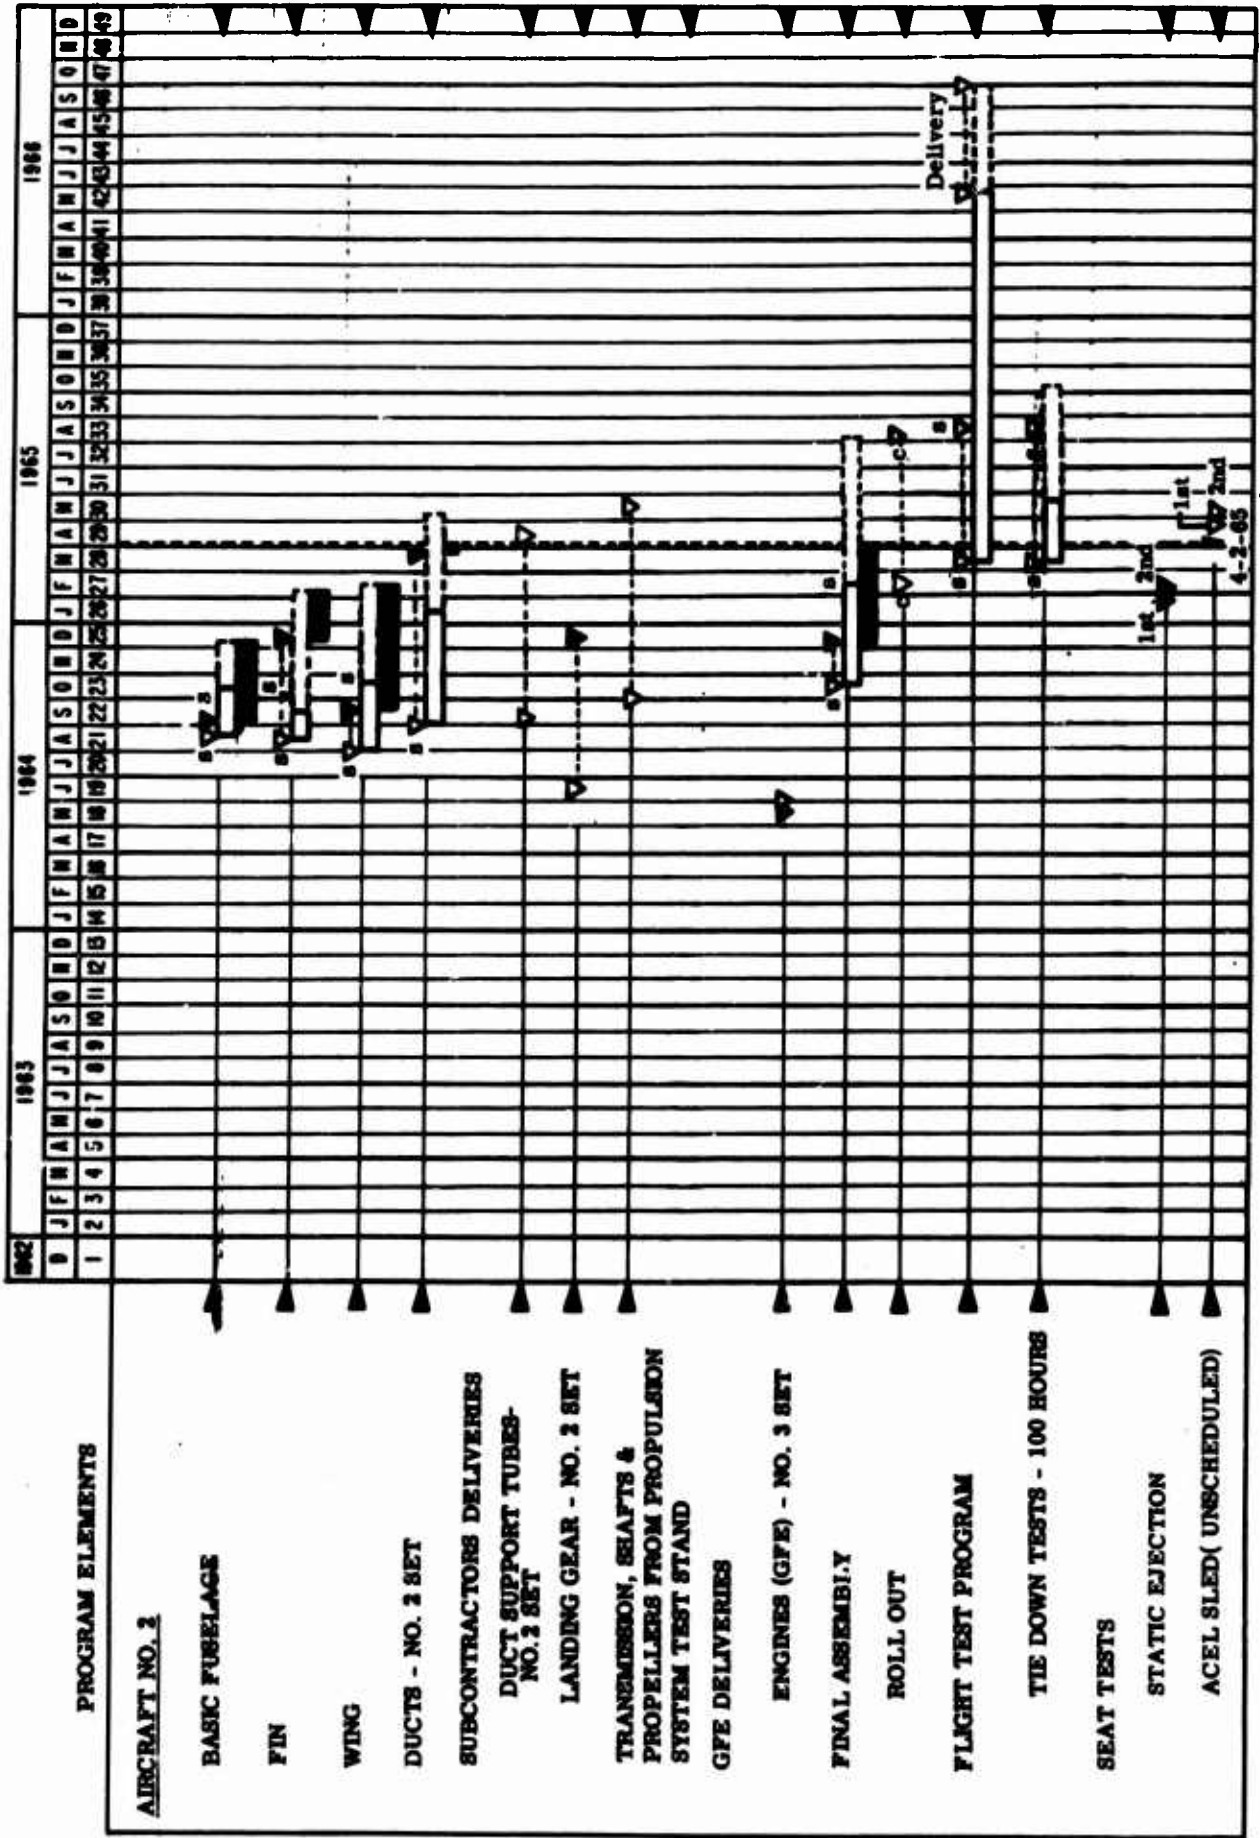 PROGRAM ELEMENTS
1962 1963 1964 1965 1966
D J F M A M J J A S O N D J F M A M J J A S O N D J F M A M J J A S O N D J F M A M J J A S O N D
1 2 3 4 5 6 7 8 9 10 11 12 13 14 15 16 17 18 19 20 21 22 23 24 25 26 27 28 29 30 31 32 33 34 35 36 37 38 39 40 41 42 43 44 45 46 47 48 49
AIRCRAFT NO. 2
BASIC FUSELAGE
S S
FIN
S S
WING
S S
DUCTS - NO. 2 SET
S
SUBCONTRACTORS DELIVERIES
DUCT SUPPORT TUBES-
NO. 2 SET
LANDING GEAR - NO. 2 SET
TRANSMISSION, SHAFTS &
PROPELLERS FROM PROPULSION
SYSTEM TEST STAND
GFE DELIVERIES
ENGINES (GFE) - NO. 3 SET
FINAL ASSEMBLY
S S
ROLL OUT
C C
FLIGHT TEST PROGRAM
S S Delivery
TIE DOWN TESTS - 100 HOURS
S
SEAT TESTS
STATIC EJECTION
1st 2nd
ACEL SLED( UNSCHEDULED)
1st
2nd
4-2-65